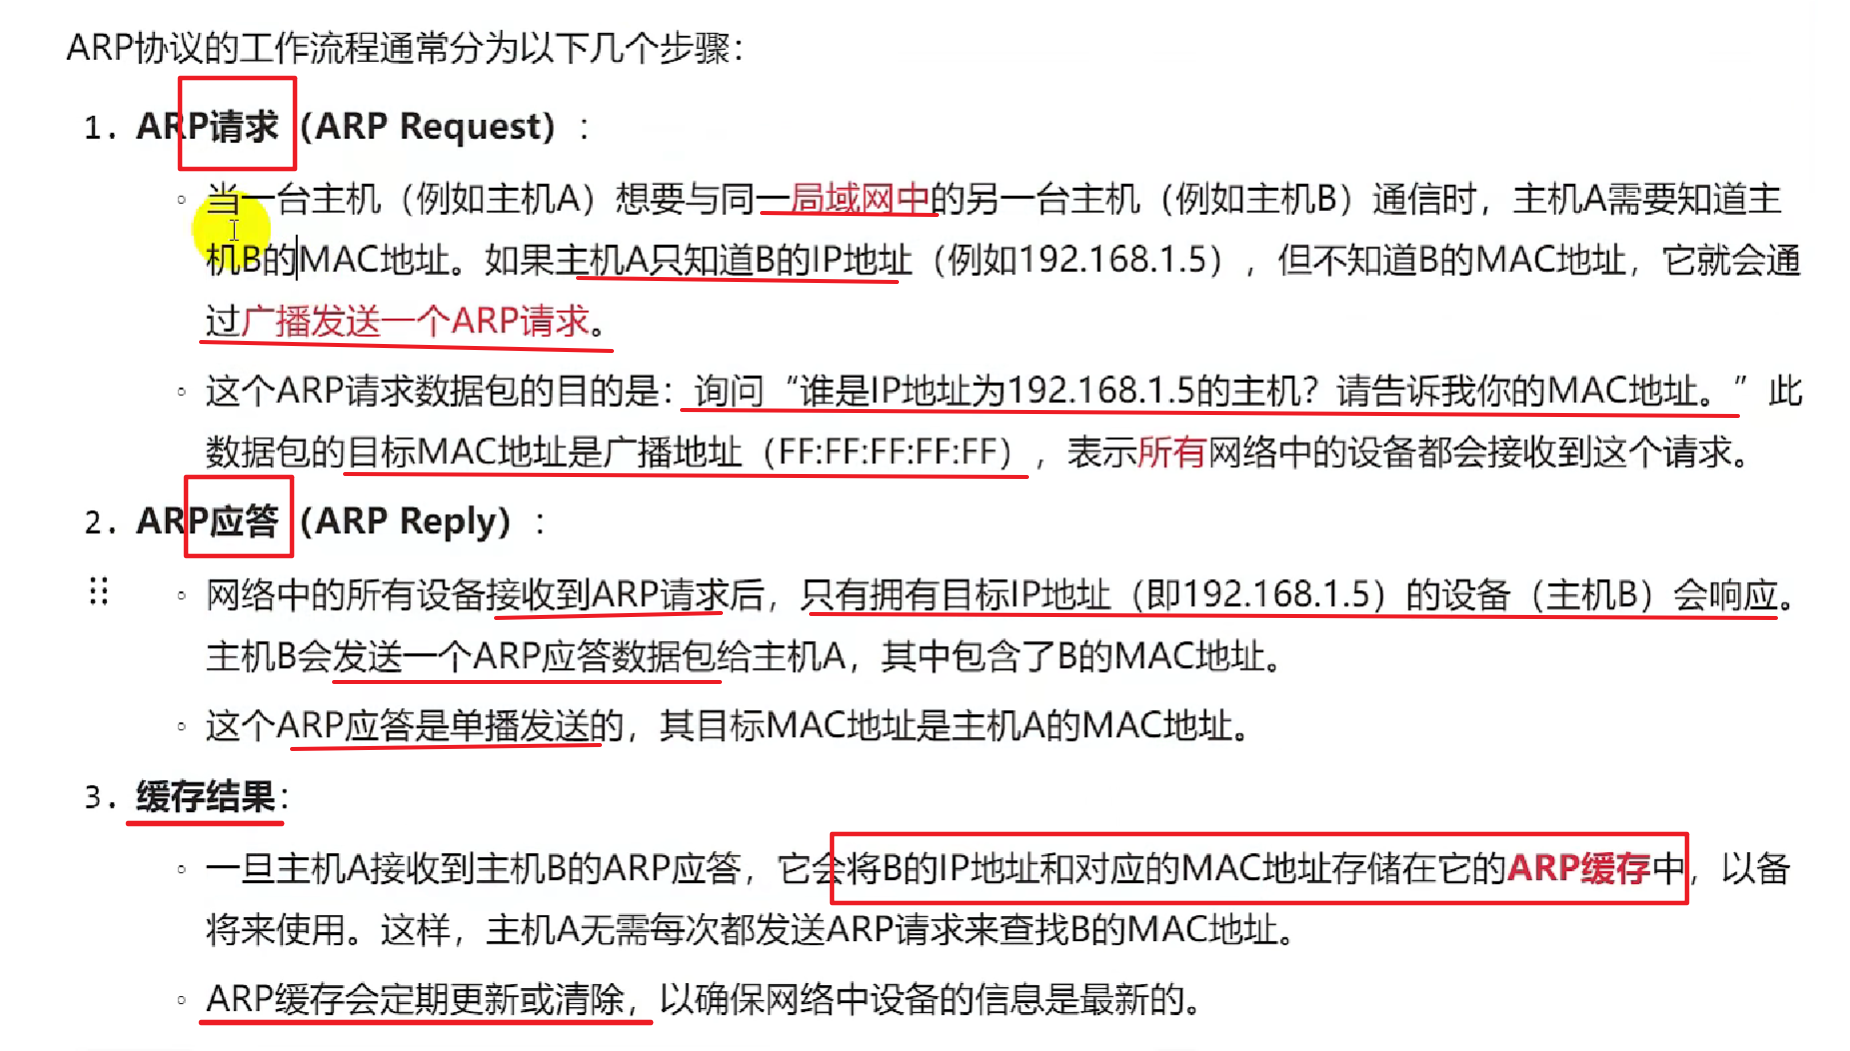 ARP协议的工作流程通常分为以下几个步骤：
1. ARP请求（ARP Request）：
◦ 当一台主机（例如主机A）想要与同一局域网中的另一台主机（例如主机B）通信时，主机A需要知道主
机B的MAC地址。如果主机A只知道B的IP地址（例如192.168.1.5），但不知道B的MAC地址，它就会通
过广播发送一个ARP请求。
◦ 这个ARP请求数据包的目的是：询问“谁是IP地址为192.168.1.5的主机？请告诉我你的MAC地址。”此
数据包的目标MAC地址是广播地址（FF:FF:FF:FF:FF），表示所有网络中的设备都会接收到这个请求。
2. ARP应答（ARP Reply）：
◦ 网络中的所有设备接收到ARP请求后，只有拥有目标IP地址（即192.168.1.5）的设备（主机B）会响应。
主机B会发送一个ARP应答数据包给主机A，其中包含了B的MAC地址。
◦ 这个ARP应答是单播发送的，其目标MAC地址是主机A的MAC地址。
3. 缓存结果：
◦ 一旦主机A接收到主机B的ARP应答，它会将B的IP地址和对应的MAC地址存储在它的ARP缓存中，以备
将来使用。这样，主机A无需每次都发送ARP请求来查找B的MAC地址。
◦ ARP缓存会定期更新或清除，以确保网络中设备的信息是最新的。